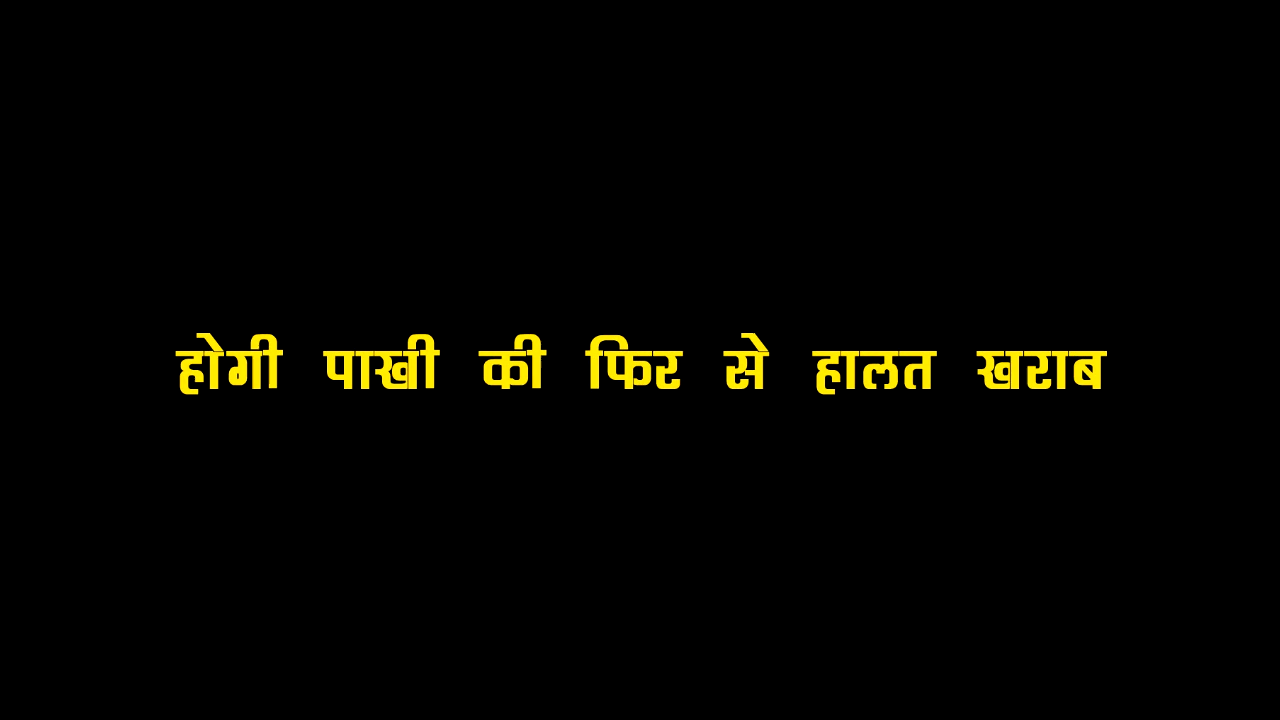 होगी पाखी की फिर से हालत खराब